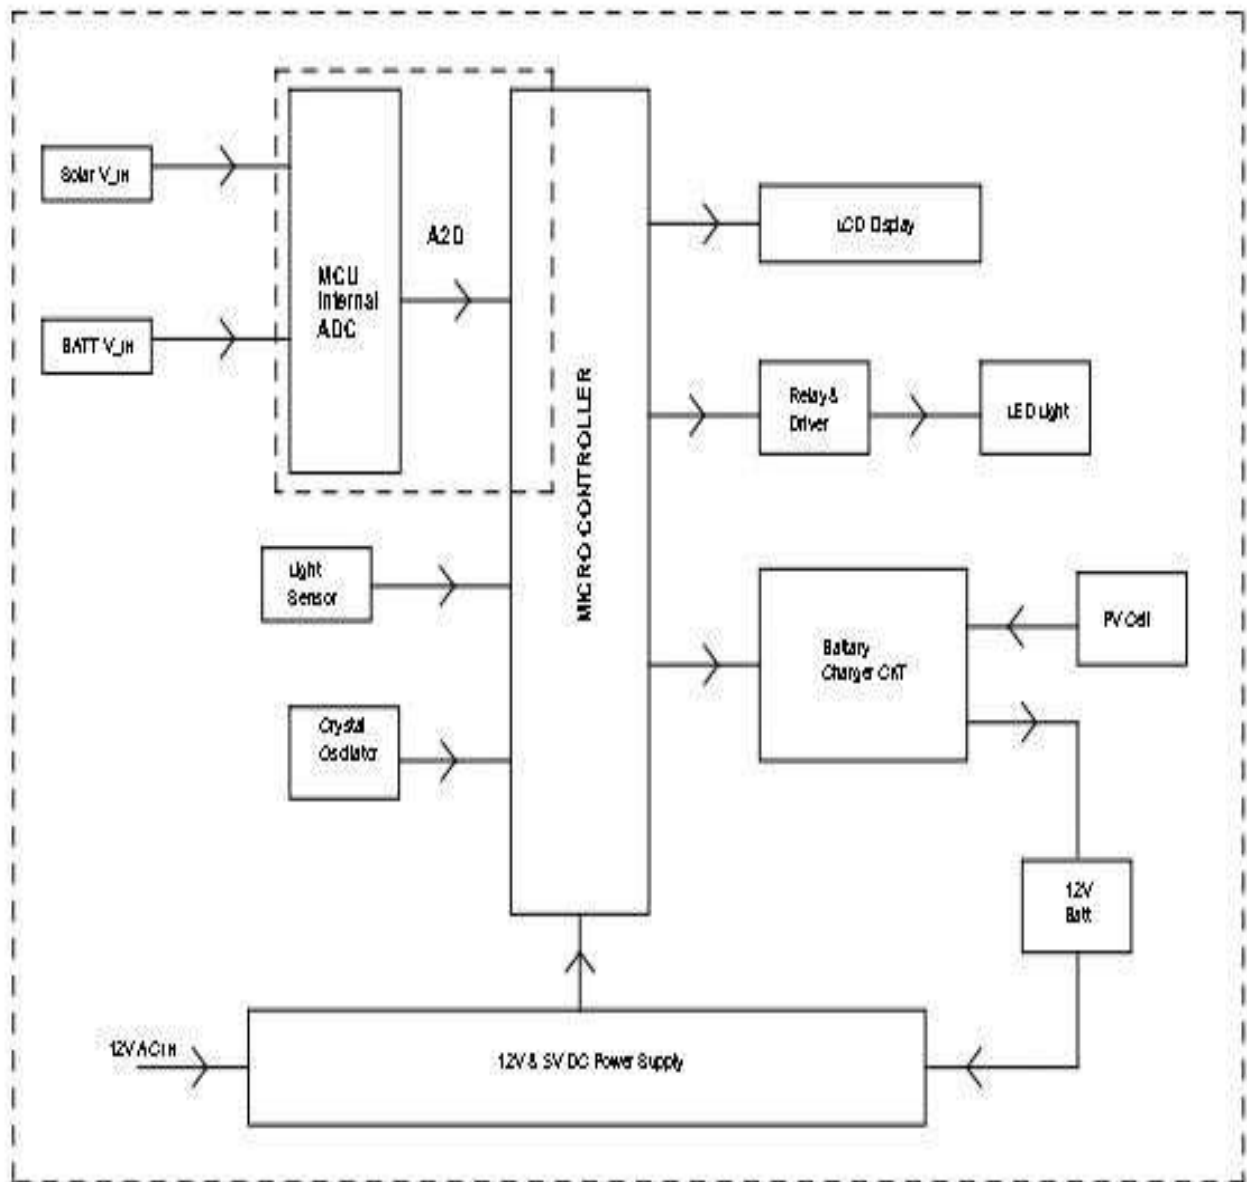 Solar V_IN
BATT V_IN
MCU
Internal
ADC
A2D
MICRO CONTROLLER
LCD Display
Relay &
Driver
LED Light
Light
Sensor
Crystal
Oscilator
Battary
Charger CKT
PV Cell
12V
Batt
12V AC IN
12V & 5V DC Power Supply